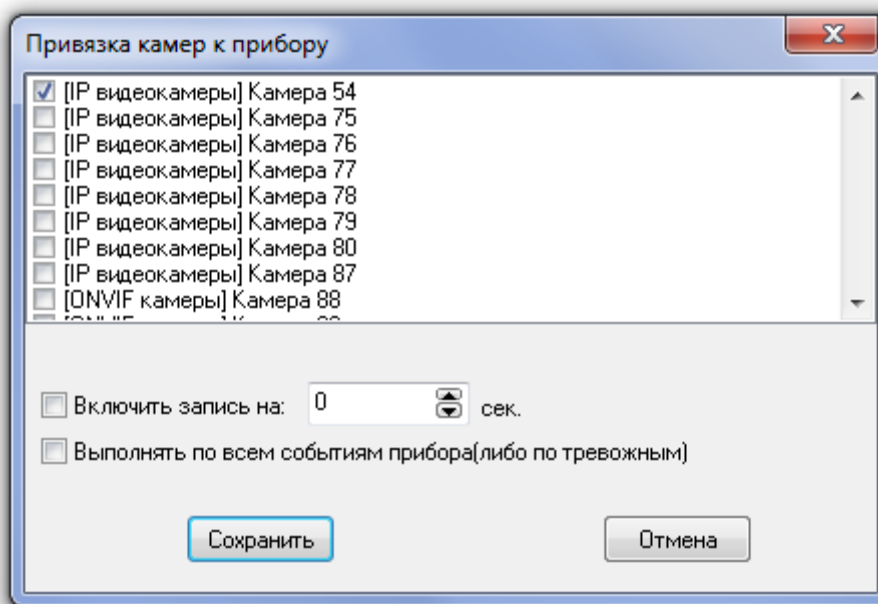 Привязка камер к прибору
[IP видеокамеры] Камера 54
[IP видеокамеры] Камера 75
[IP видеокамеры] Камера 76
[IP видеокамеры] Камера 77
[IP видеокамеры] Камера 78
[IP видеокамеры] Камера 79
[IP видеокамеры] Камера 80
[IP видеокамеры] Камера 87
[ONVIF камеры] Камера 88
Включить запись на: 0 сек.
Выполнять по всем событиям прибора(либо по тревожным)
Сохранить Отмена